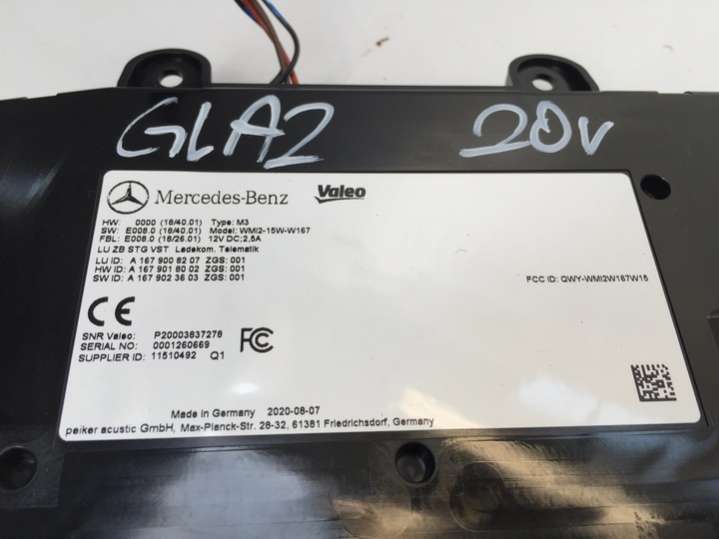 GLA2 20v
Mercedes-Benz Valeo
HW: 0000 (18/40.01) Type: M3
SW: E008.0 (18/40.01) Model: WMI2-15W-W167
FBL: E008.0 (18/26.01) 12V DC; 2,5A
LU ZB STG VST Ladekom. Telematik
LU ID: A 167 900 82 07 ZGS: 001
HW ID: A 167 901 80 02 ZGS: 001
SW ID: A 167 902 36 03 ZGS: 001
FCC ID: QWY-WMI2W167W15
CE
SNR Valeo: P20003837278
SERIAL NO: 0001260669
SUPPLIER ID: 11510492 Q1
FC
Made in Germany 2020-08-07
peiker acustic GmbH, Max-Planck-Str. 28-32, 61381 Friedrichsdorf, Germany